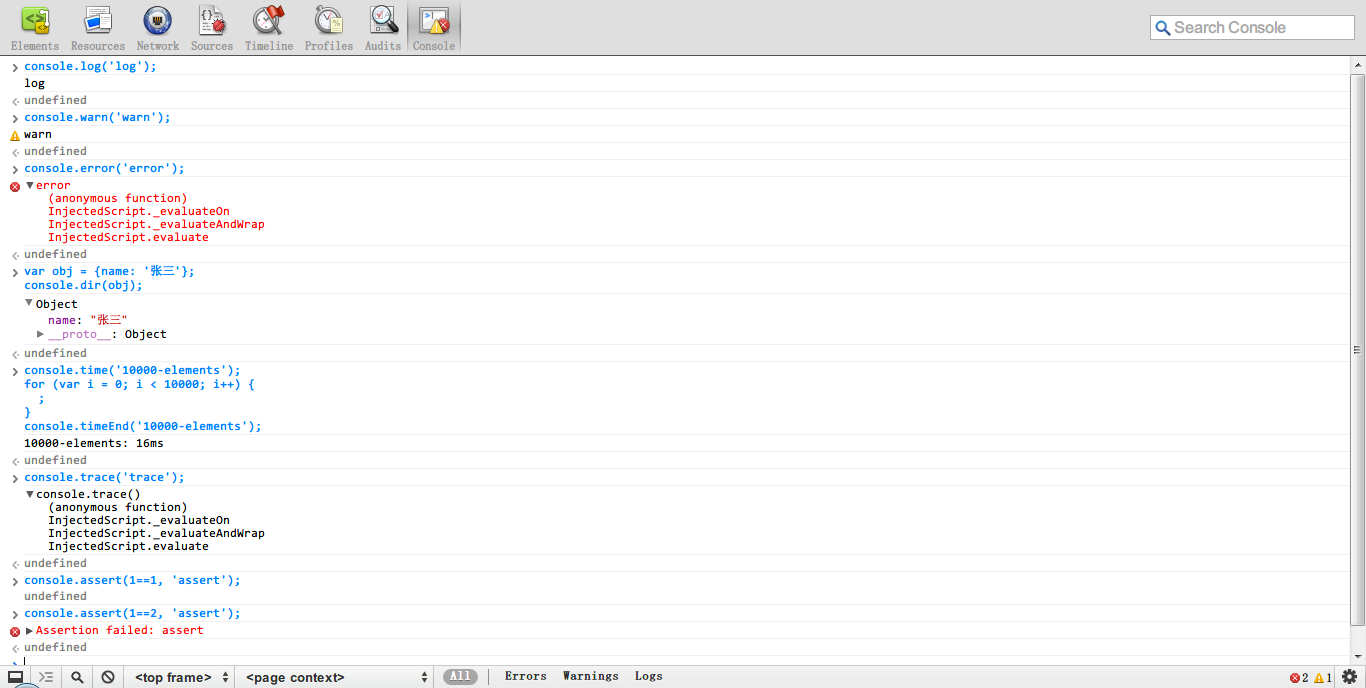 Elements Resources Network Sources Timeline Profiles Audits Console Search Console
console.log('log');
log
undefined
console.warn('warn');
warn
undefined
console.error('error');
error
(anonymous function)
InjectedScript._evaluateOn
InjectedScript._evaluateAndWrap
InjectedScript.evaluate
undefined
var obj = {name: '张三'};
console.dir(obj);
Object
name: "张三"
__proto__: Object
undefined
console.time('10000-elements');
for (var i = 0; i < 10000; i++) {
;
}
console.timeEnd('10000-elements');
10000-elements: 16ms
undefined
console.trace('trace');
console.trace()
(anonymous function)
InjectedScript._evaluateOn
InjectedScript._evaluateAndWrap
InjectedScript.evaluate
undefined
console.assert(1==1, 'assert');
undefined
console.assert(1==2, 'assert');
Assertion failed: assert
undefined
<top frame> <page context> All Errors Warnings Logs 2 1